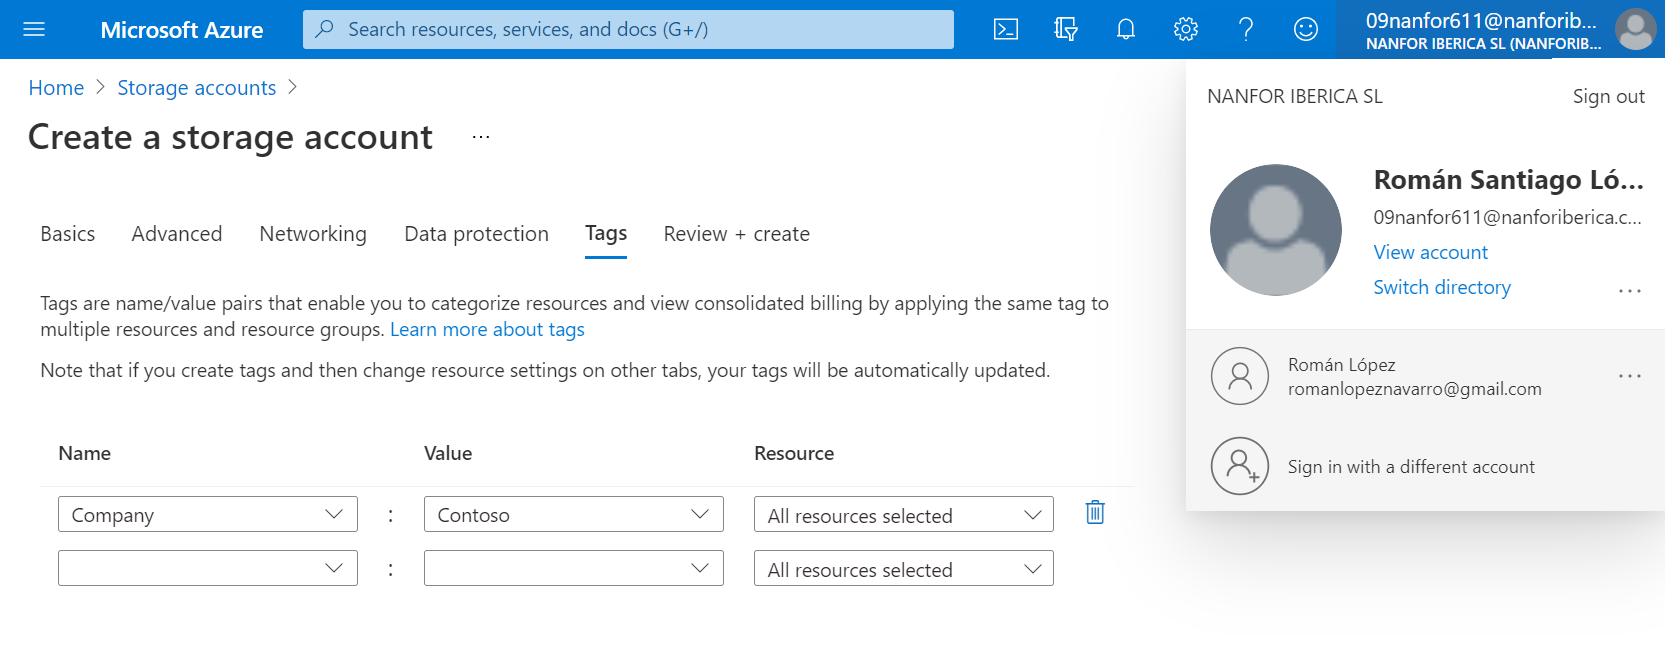 Microsoft Azure
Search resources, services, and docs (G+/)
09nanfor611@nanforib...
NANFOR IBERICA SL (NANFORIB...
Home > Storage accounts >
Create a storage account ...
NANFOR IBERICA SL
Sign out
Román Santiago Ló...
09nanfor611@nanforiberica.c...
View account
Switch directory
...
Román López
romanlopeznavarro@gmail.com
...
Sign in with a different account
Basics Advanced Networking Data protection Tags Review + create
Tags are name/value pairs that enable you to categorize resources and view consolidated billing by applying the same tag to
multiple resources and resource groups. Learn more about tags
Note that if you create tags and then change resource settings on other tabs, your tags will be automatically updated.
Name Value Resource
Company : Contoso All resources selected
: All resources selected